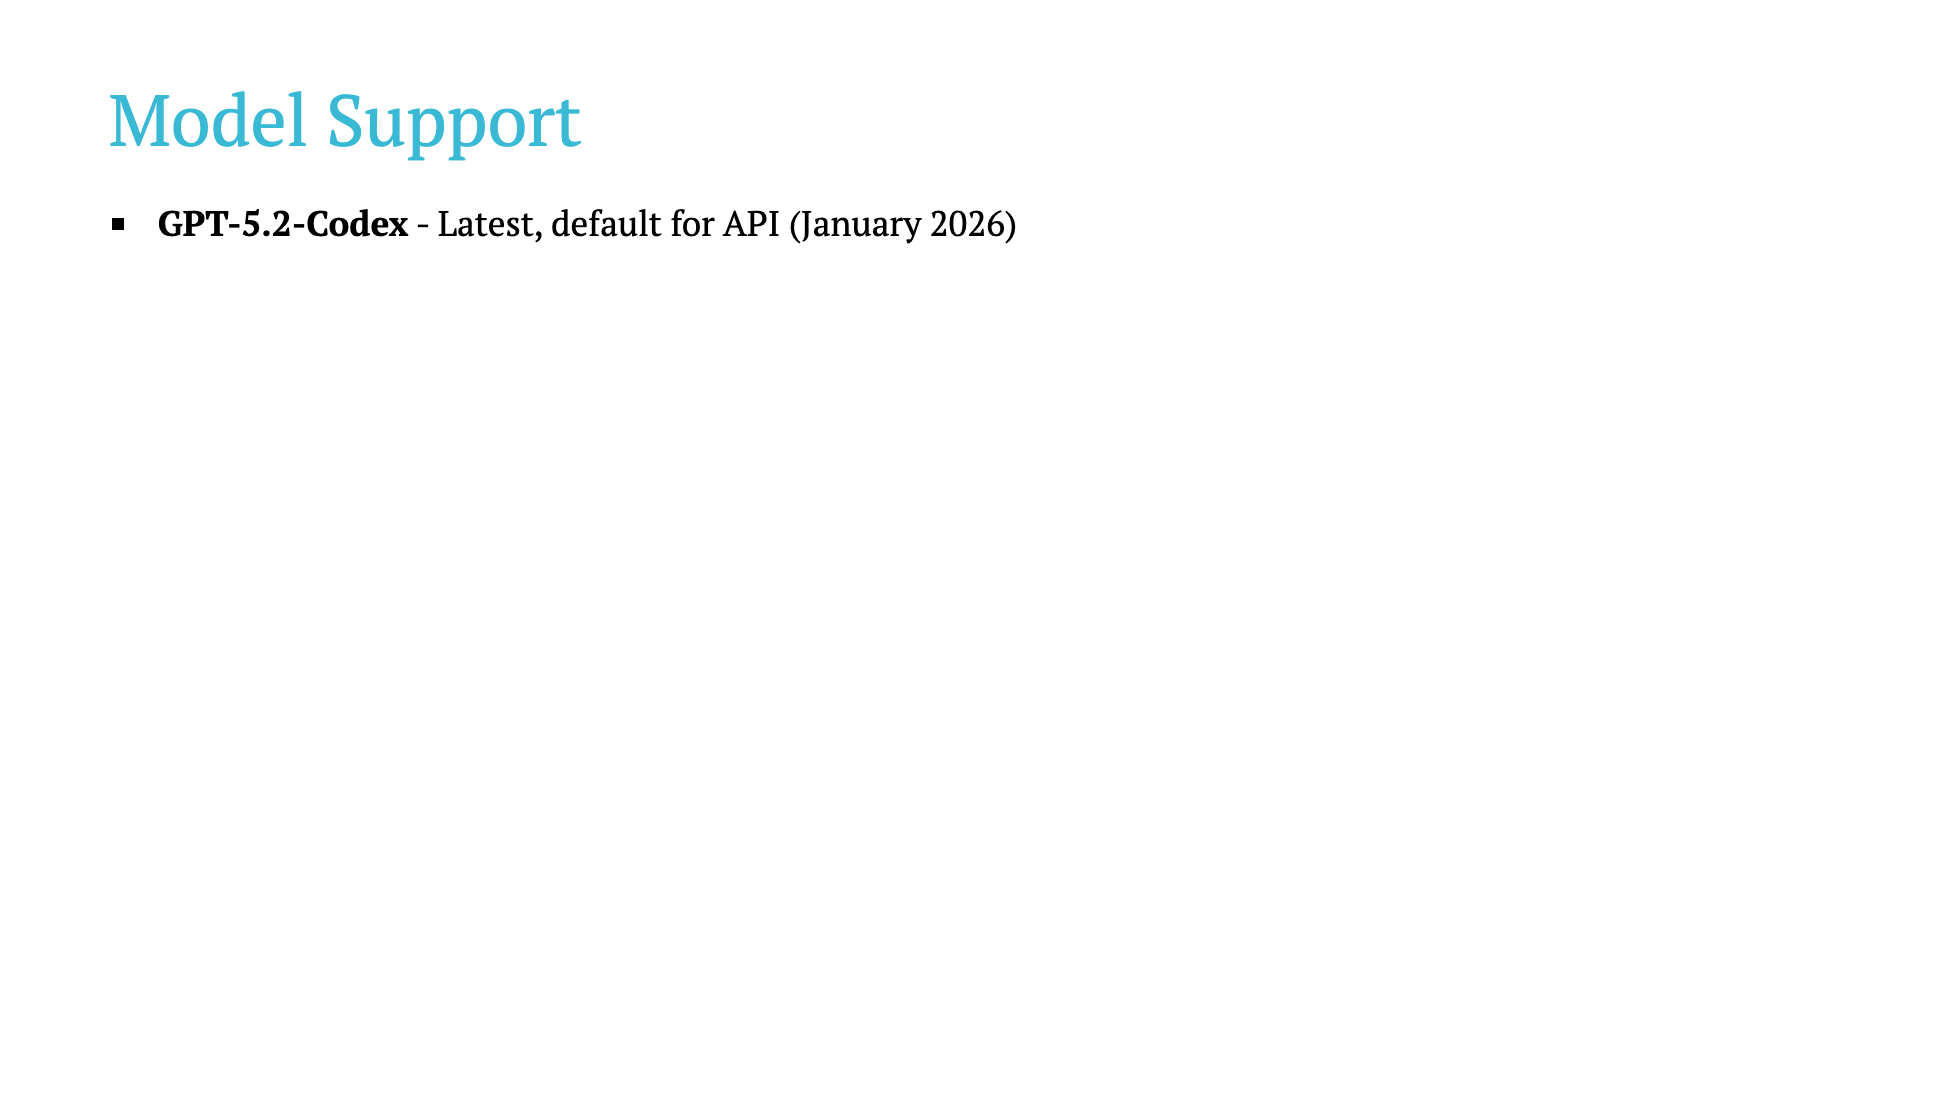 Model Support
▪ GPT-5.2-Codex - Latest, default for API (January 2026)